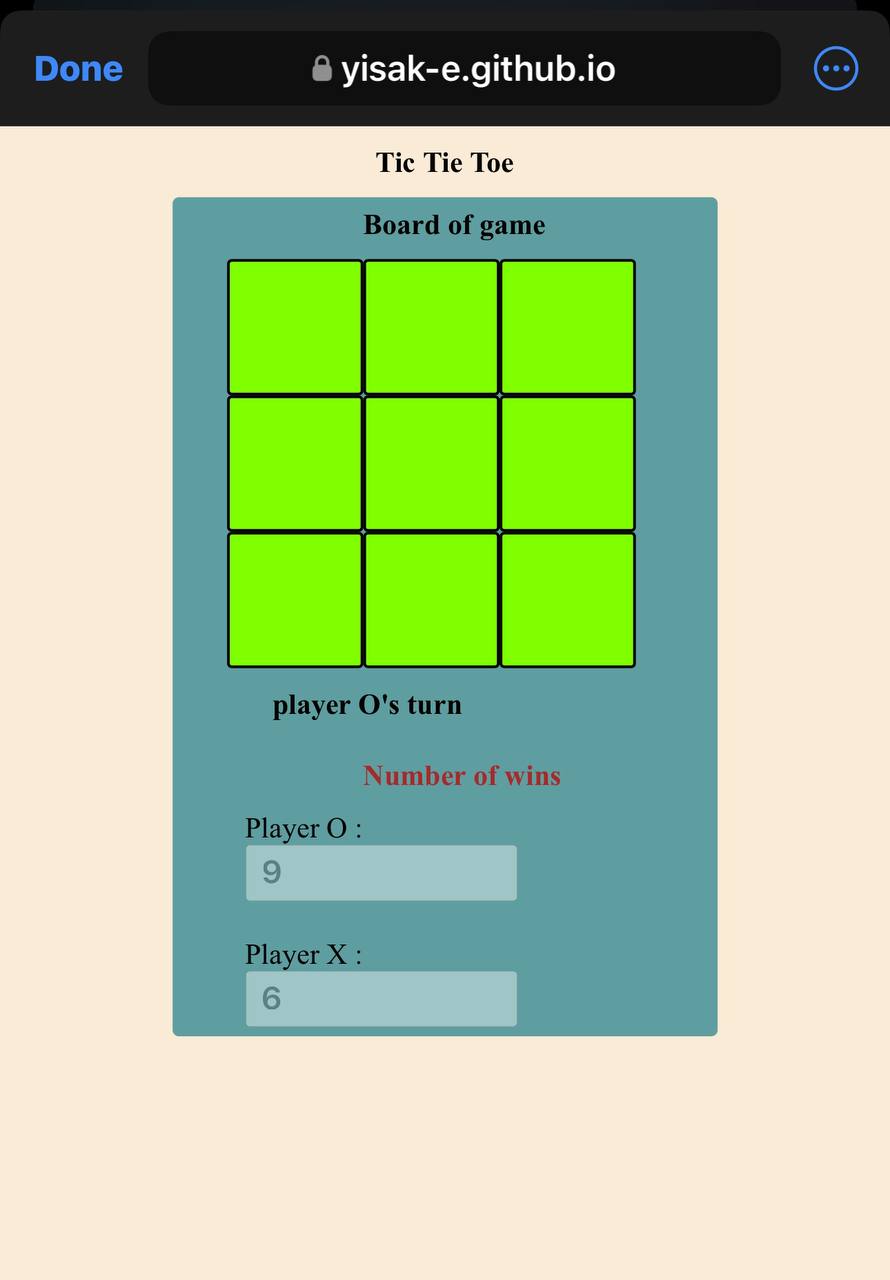 Done
yisak-e.github.io
Tic Tie Toe
Board of game
player O's turn
Number of wins
Player O :
9
Player X :
6